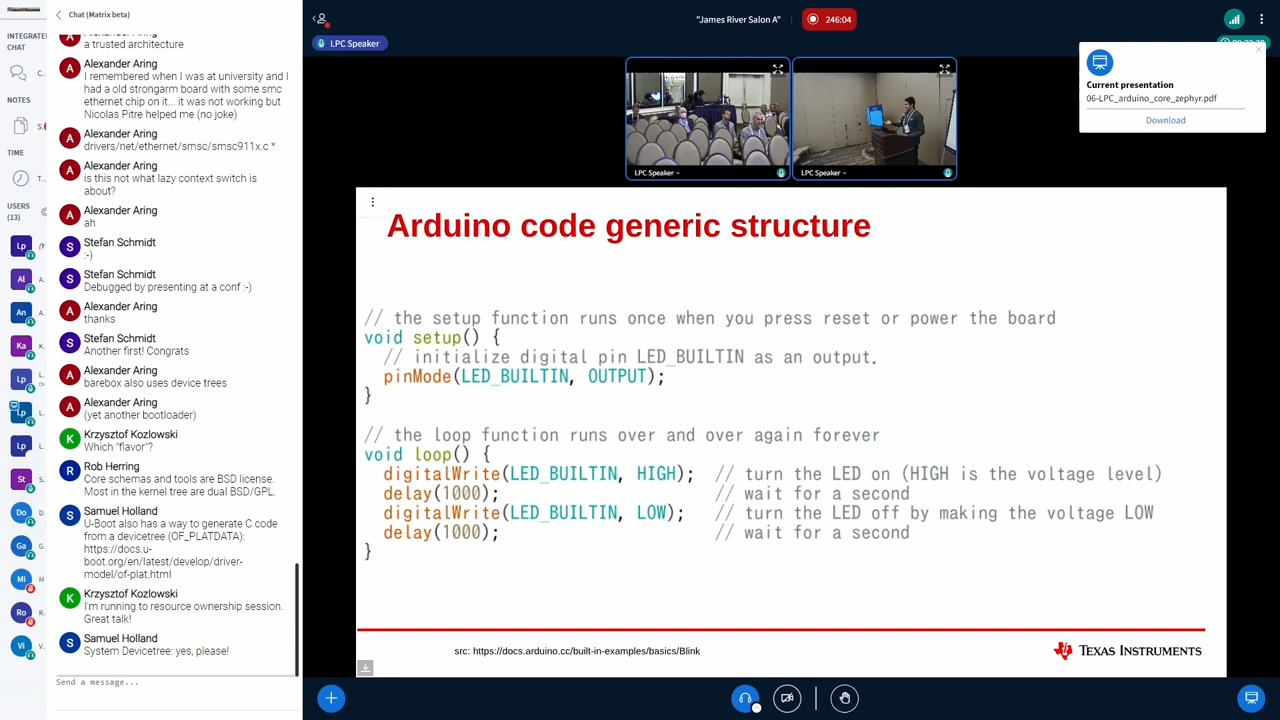 Chat (Matrix beta)
INTEGRATE
CHAT
C...
NOTES
S...
TIME
T...
USERS
(13)
Alexander Aring
a trusted architecture
Alexander Aring
I remembered when I was at university and I
had a old strongarm board with some smc
ethernet chip on it... it was not working but
Nicolas Pitre helped me (no joke)
Alexander Aring
drivers/net/ethernet/smsc/smsc911x.c *
Alexander Aring
is this not what lazy context switch is
about?
Alexander Aring
ah
Stefan Schmidt
:-)
Stefan Schmidt
Debugged by presenting at a conf :-)
Alexander Aring
thanks
Stefan Schmidt
Another first! Congrats
Alexander Aring
barebox also uses device trees
Alexander Aring
(yet another bootloader)
Krzysztof Kozlowski
Which "flavor"?
Rob Herring
Core schemas and tools are BSD license.
Most in the kernel tree are dual BSD/GPL.
Samuel Holland
U-Boot also has a way to generate C code
from a devicetree (OF_PLATDATA):
https://docs.u-
boot.org/en/latest/develop/driver-
model/of-plat.html
Krzysztof Kozlowski
I'm running to resource ownership session.
Great talk!
Samuel Holland
System Devicetree: yes, please!
Send a message...
"James River Salon A"
246:04
LPC Speaker
LPC Speaker
LPC Speaker
Current presentation
06-LPC_arduino_core_zephyr.pdf
Download
Arduino code generic structure
// the setup function runs once when you press reset or power the board
void setup() {
// initialize digital pin LED_BUILTIN as an output.
pinMode(LED_BUILTIN, OUTPUT);
}
// the loop function runs over and over again forever
void loop() {
digitalWrite(LED_BUILTIN, HIGH); // turn the LED on (HIGH is the voltage level)
delay(1000); // wait for a second
digitalWrite(LED_BUILTIN, LOW); // turn the LED off by making the voltage LOW
delay(1000); // wait for a second
}
src: https://docs.arduino.cc/built-in-examples/basics/Blink
TEXAS INSTRUMENTS